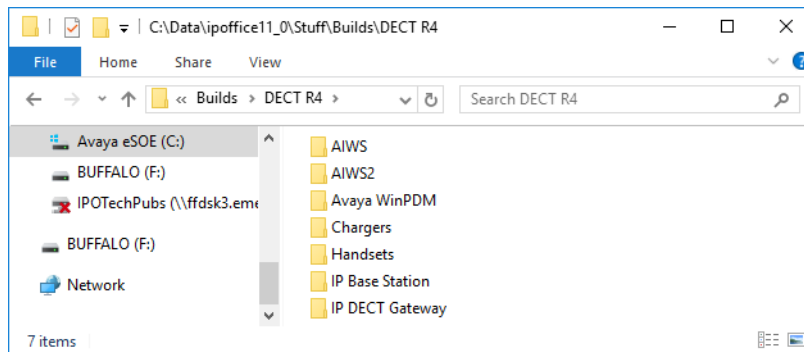 C:\Data\ipoffice11_0\Stuff\Builds\DECT R4
File Home Share View
« Builds > DECT R4 > Search DECT R4
Avaya eSOE (C:)
BUFFALO (F:)
IPOTechPubs (\\ffdsk3.eme
BUFFALO (F:)
Network
AIWS
AIWS2
Avaya WinPDM
Chargers
Handsets
IP Base Station
IP DECT Gateway
7 items